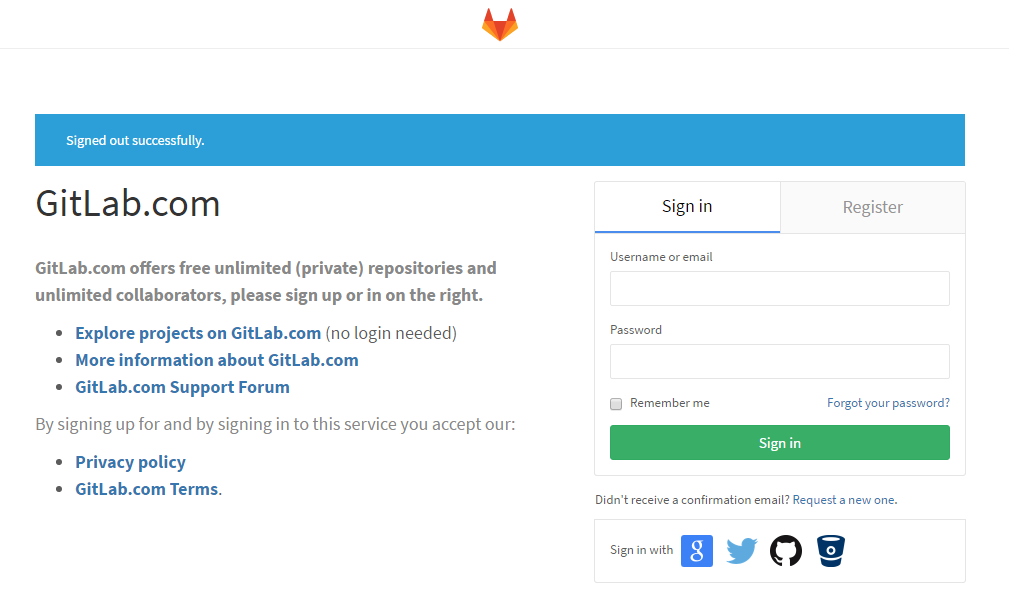 Signed out successfully.
GitLab.com
GitLab.com offers free unlimited (private) repositories and
unlimited collaborators, please sign up or in on the right.
Explore projects on GitLab.com (no login needed)
More information about GitLab.com
GitLab.com Support Forum
By signing up for and by signing in to this service you accept our:
Privacy policy
GitLab.com Terms.
Sign in
Register
Username or email
Password
Remember me
Forgot your password?
Sign in
Didn't receive a confirmation email? Request a new one.
Sign in with